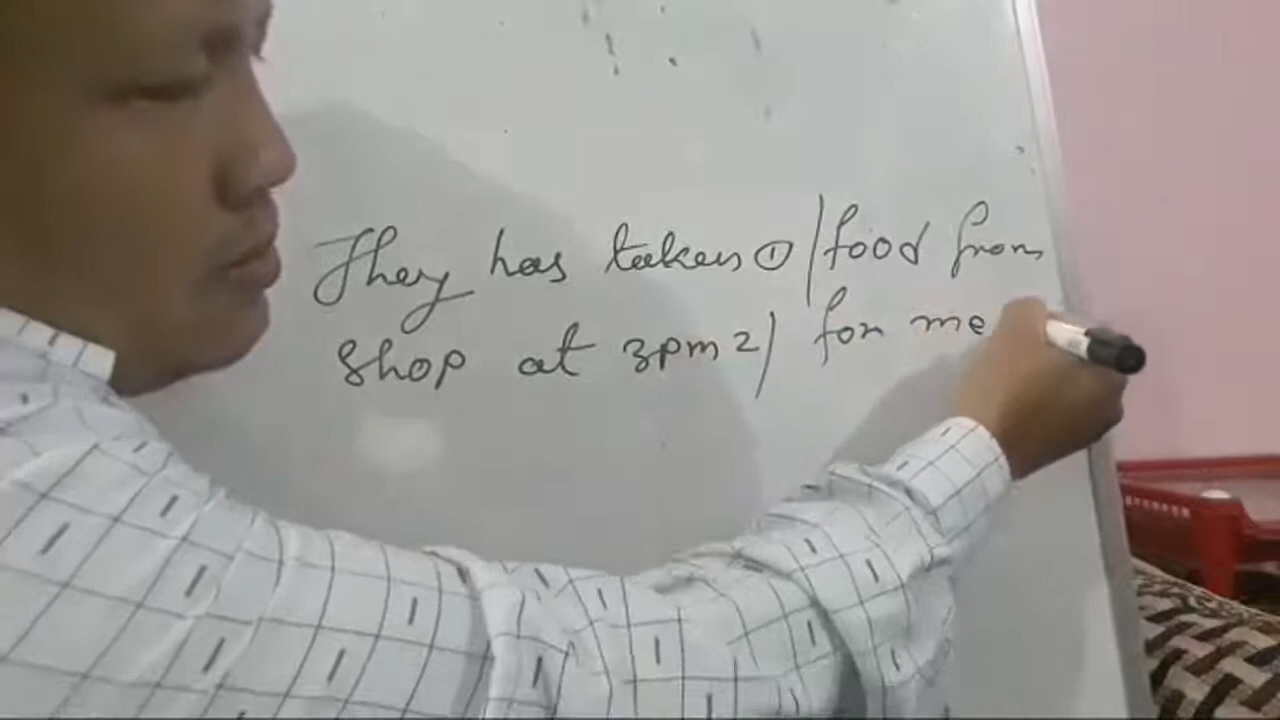 They has taken ① / food from
shop at 3pm 2 / for me